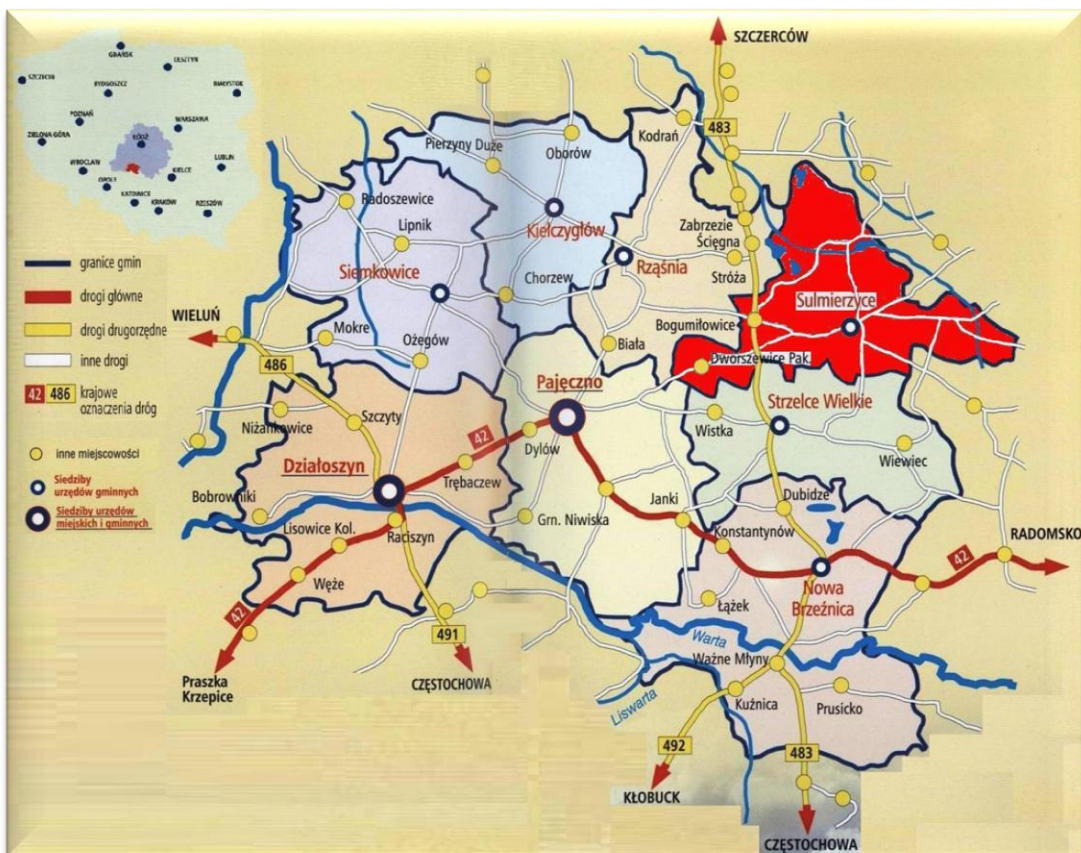 GDAŃSK
OLSZTYN
SZCZECIN
BYDGOSZCZ
BIAŁYSTOK
POZNAŃ
ZIELONA GÓRA
WARSZAWA
ŁÓDŹ
WROCŁAW
LUBLIN
OPOLE
KIELCE
KATOWICE
KRAKÓW
RZESZÓW
granice gmin
drogi główne
drogi drugorzędne
inne drogi
42 486 krajowe
oznaczenia dróg
inne miejscowości
Siedziby
urzędów gminnych
Siedziby urzędów
miejskich i gminnych
SZCZERCÓW
483
Kodrań
Pierzyny Duże
Oborów
Radoszewice
Lipnik
Kiełczygłów
Zabrzezie
Ścięgna
Stróża
Rząśnia
Siemkowice
Chorzew
Sulmierzyce
WIELUŃ
486
Mokre
Ożegów
Biała
Bogumiłowice
Dworszewice Pak.
Pajęczno
Strzelce Wielkie
Szczyty
Niżankowice
42
Dylów
Wistka
Wiewiec
Działoszyn
Trębaczew
Bobrowniki
Lisowice Kol.
Raciszyn
Grn. Niwiska
Janki
Dubidze
Konstantynów
RADOMSKO
42
Węże
Nowa
Brzeźnica
Łążek
42
491
Warta
Ważne Młyny
Praszka
Krzepice
CZĘSTOCHOWA
Liswarta
Kuźnica
Prusicko
492
483
KŁOBUCK
CZĘSTOCHOWA